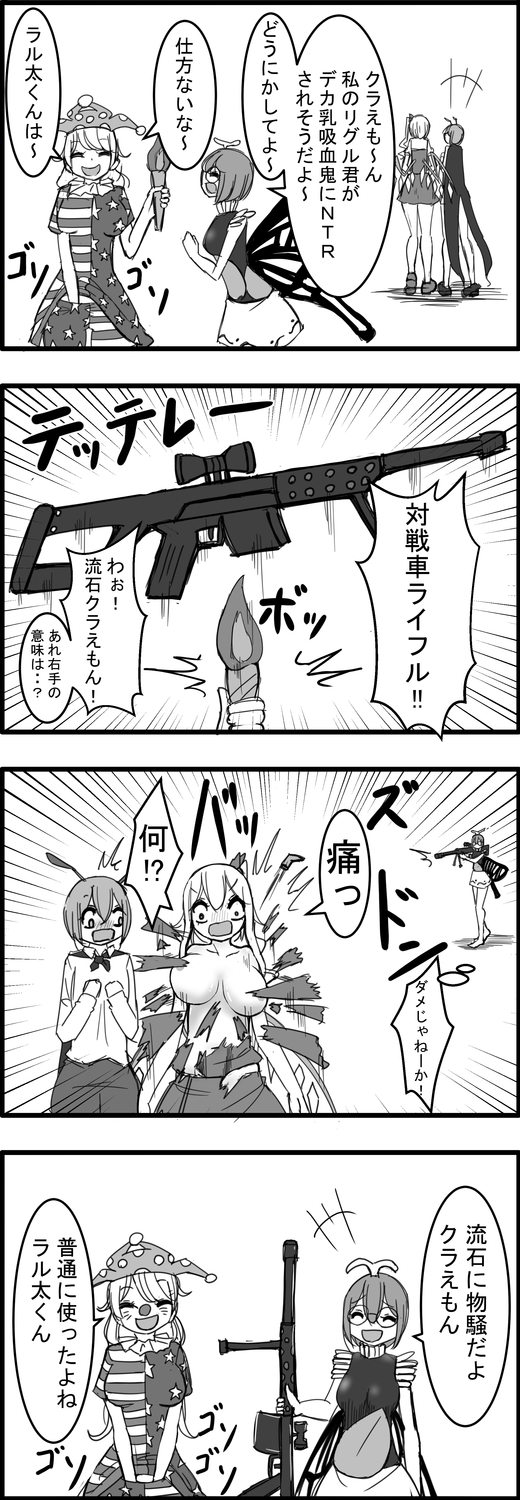 クラえも～ん
私のリグル君が
デカ乳吸血鬼にＮＴＲ
されそうだよ～
どうにかしてよ～
仕方ないな～
ラル太くんは～
ゴソ
ゴソ
テッテレー
対戦車ライフル!!
ボッ
わぉ！
流石クラえもん！
あれ右手の
意味は‥？
ズドン
ダメじゃねーか！
痛っ
バッ
何!?
流石に物騒だよ
クラえもん
普通に使ったよね
ラル太くん
ゴソ
ゴソ